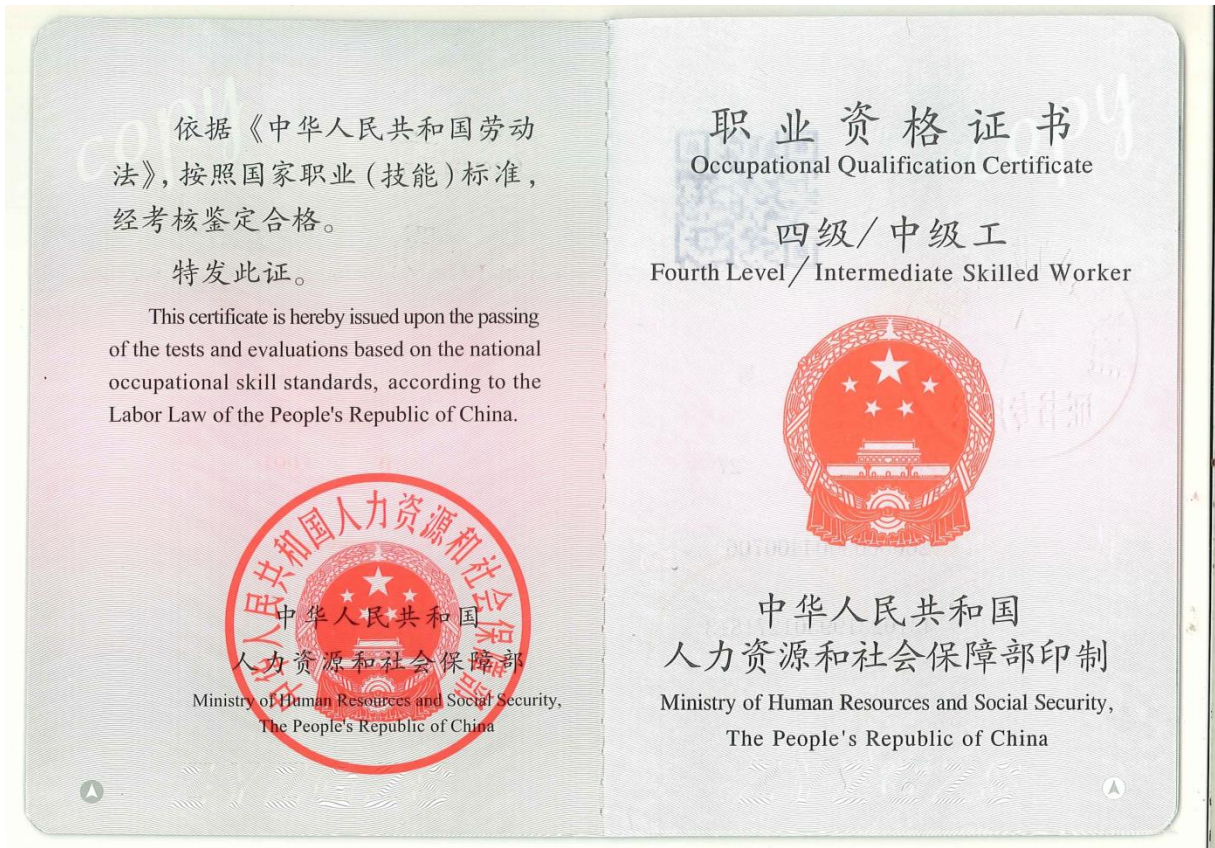 依据《中华人民共和国劳动
法》，按照国家职业（技能）标准，
经考核鉴定合格。
特发此证。
This certificate is hereby issued upon the passing
of the tests and evaluations based on the national
occupational skill standards, according to the
Labor Law of the People's Republic of China.
中华人民共和国人力资源和社会保障部
中华人民共和国
人力资源和社会保障部
Ministry of Human Resources and Social Security,
The People's Republic of China
copy
职业资格证书
Occupational Qualification Certificate
四级/中级工
Fourth Level/Intermediate Skilled Worker
中华人民共和国
人力资源和社会保障部印制
Ministry of Human Resources and Social Security,
The People's Republic of China
copy